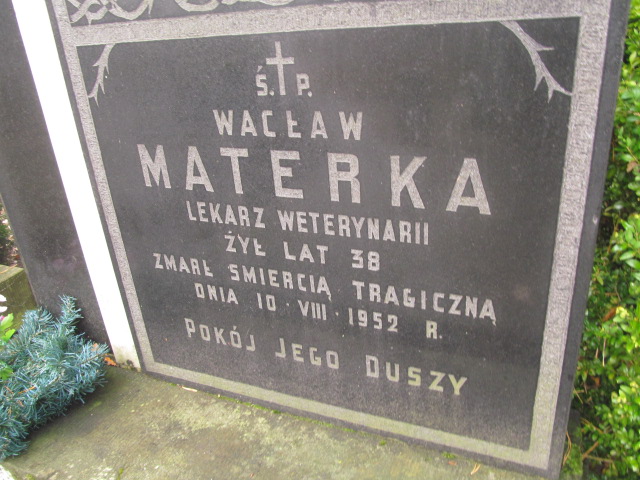 Ś. P.
WACŁAW
MATERKA
LEKARZ WETERYNARII
ŻYŁ LAT 38
ZMARŁ ŚMIERCIĄ TRAGICZNĄ
DNIA 10 · VIII · 1952 R.
POKÓJ JEGO DUSZY